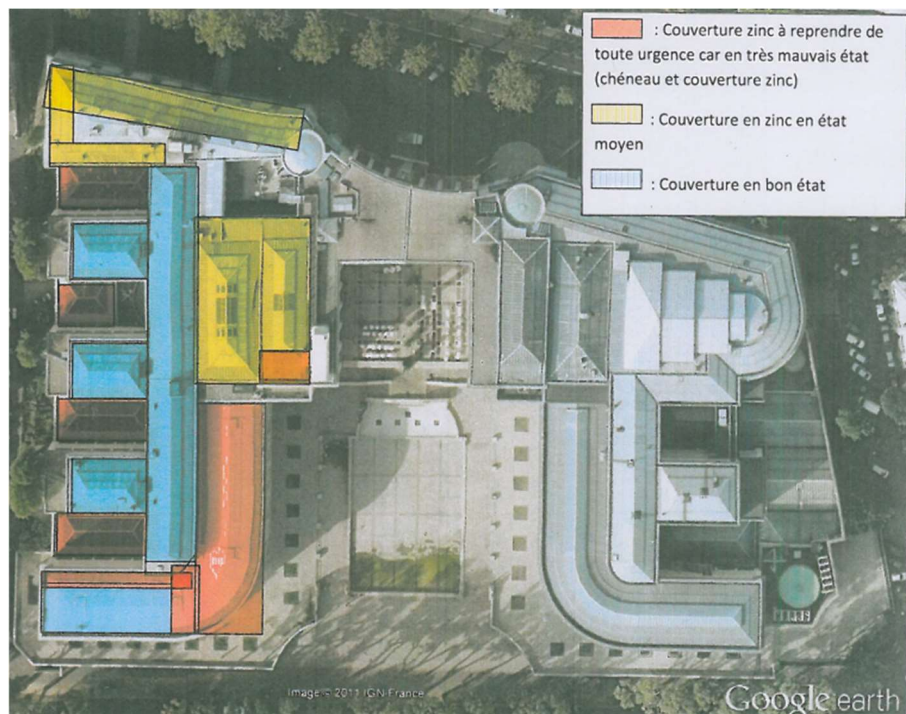 : Couverture zinc à reprendre de
toute urgence car en très mauvais état
(chéneau et couverture zinc)
: Couverture en zinc en état
moyen
: Couverture en bon état
Image © 2011 IGN-France
Google earth